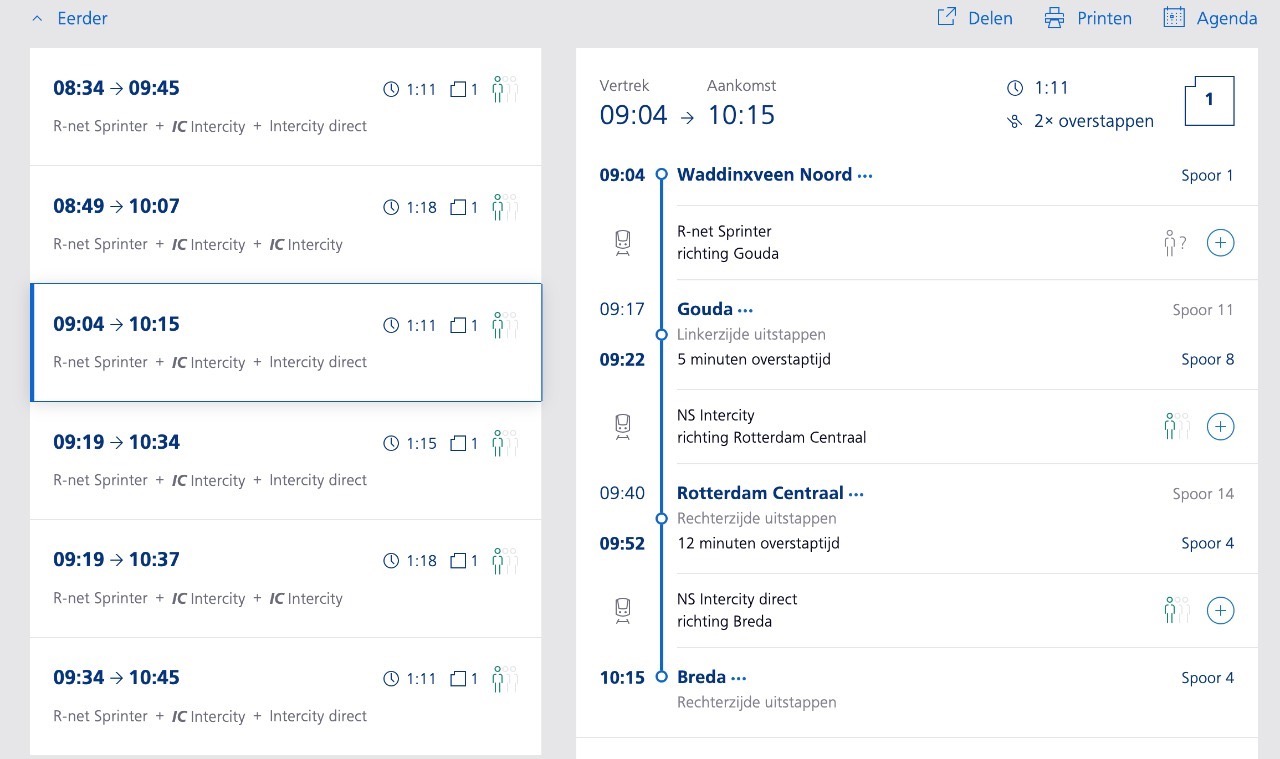 Eerder
Delen Printen Agenda
08:34 → 09:45 1:11 1
R-net Sprinter + IC Intercity + Intercity direct
08:49 → 10:07 1:18 1
R-net Sprinter + IC Intercity + IC Intercity
09:04 → 10:15 1:11 1
R-net Sprinter + IC Intercity + Intercity direct
09:19 → 10:34 1:15 1
R-net Sprinter + IC Intercity + Intercity direct
09:19 → 10:37 1:18 1
R-net Sprinter + IC Intercity + IC Intercity
09:34 → 10:45 1:11 1
R-net Sprinter + IC Intercity + Intercity direct
Vertrek Aankomst
09:04 → 10:15
1:11
2× overstappen
1
09:04 Waddinxveen Noord ••• Spoor 1
R-net Sprinter
richting Gouda
?
09:17 Gouda ••• Spoor 11
Linkerzijde uitstappen
09:22 5 minuten overstaptijd Spoor 8
NS Intercity
richting Rotterdam Centraal
09:40 Rotterdam Centraal ••• Spoor 14
Rechterzijde uitstappen
09:52 12 minuten overstaptijd Spoor 4
NS Intercity direct
richting Breda
10:15 Breda ••• Spoor 4
Rechterzijde uitstappen